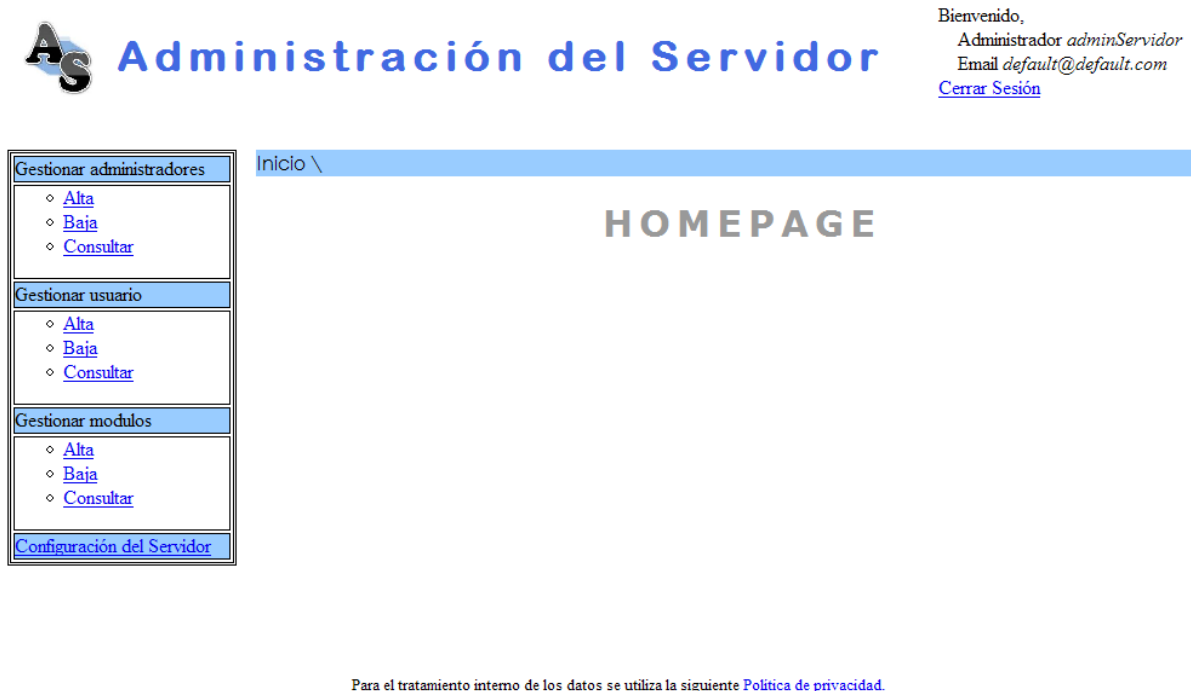 AS
Administración del Servidor
Bienvenido,
Administrador adminServidor
Email default@default.com
Cerrar Sesión
Gestionar administradores
Alta
Baja
Consultar
Gestionar usuario
Alta
Baja
Consultar
Gestionar modulos
Alta
Baja
Consultar
Configuración del Servidor
Inicio \
HOMEPAGE
Para el tratamiento interno de los datos se utiliza la siguiente Politica de privacidad.